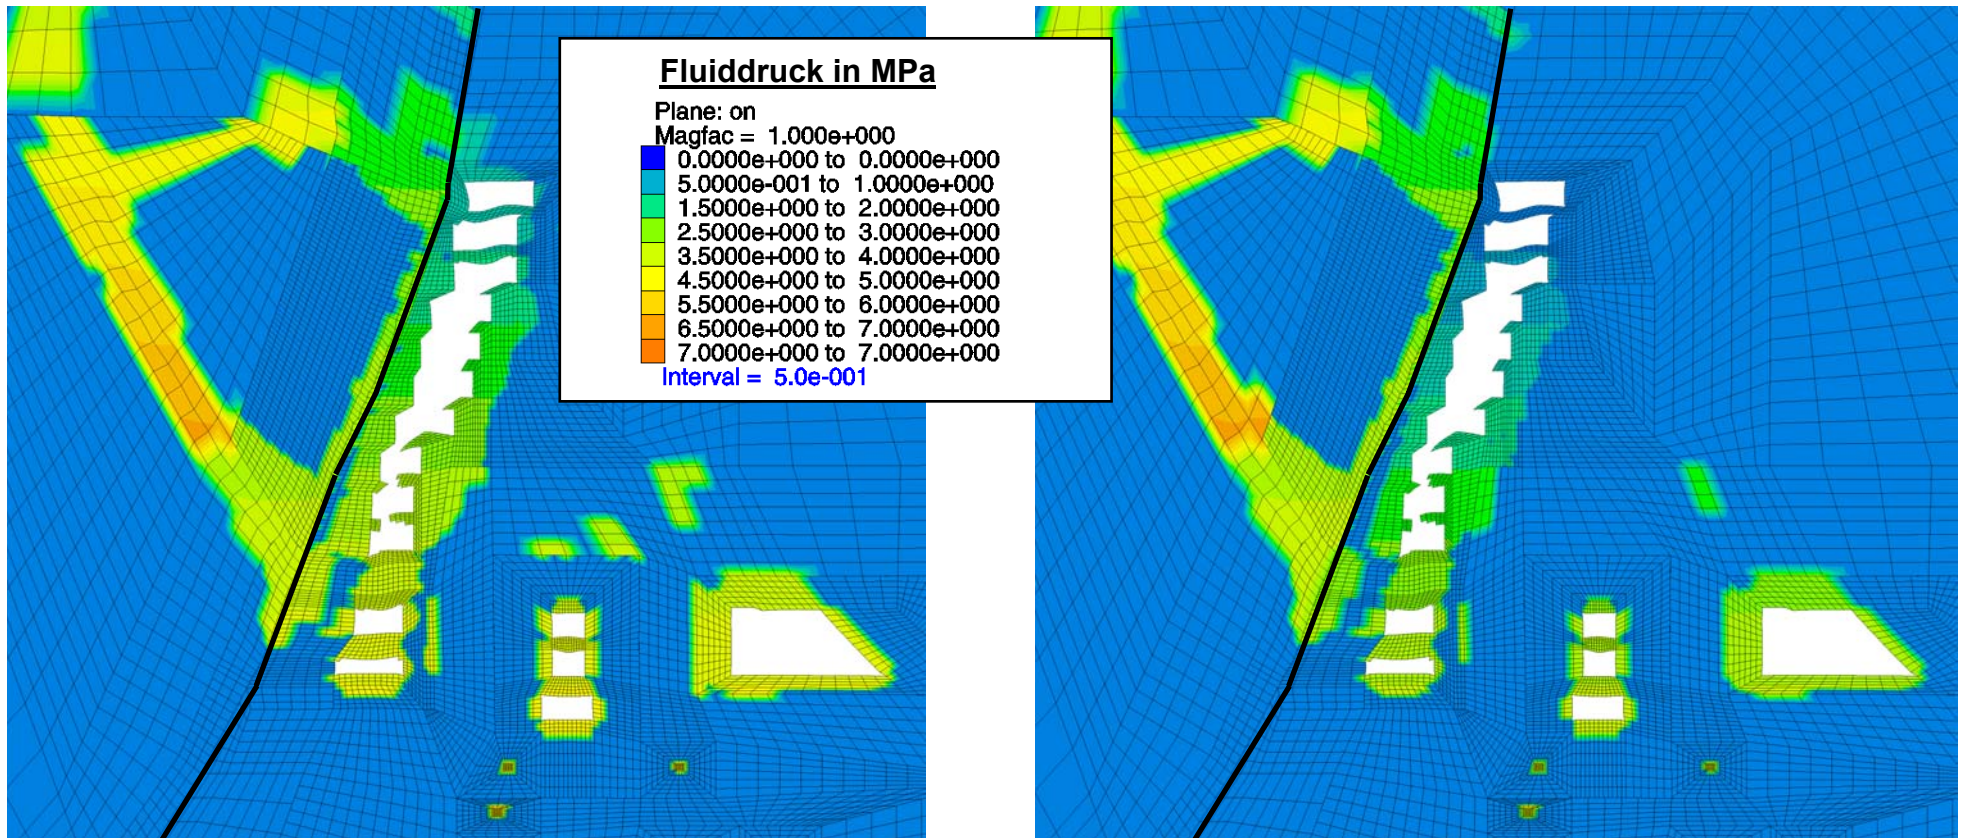 Fluiddruck in MPa
Plane: on
Magfac = 1.000e+000
0.0000e+000 to 0.0000e+000
5.0000e-001 to 1.0000e+000
1.5000e+000 to 2.0000e+000
2.5000e+000 to 3.0000e+000
3.5000e+000 to 4.0000e+000
4.5000e+000 to 5.0000e+000
5.5000e+000 to 6.0000e+000
6.5000e+000 to 7.0000e+000
7.0000e+000 to 7.0000e+000
Interval = 5.0e-001